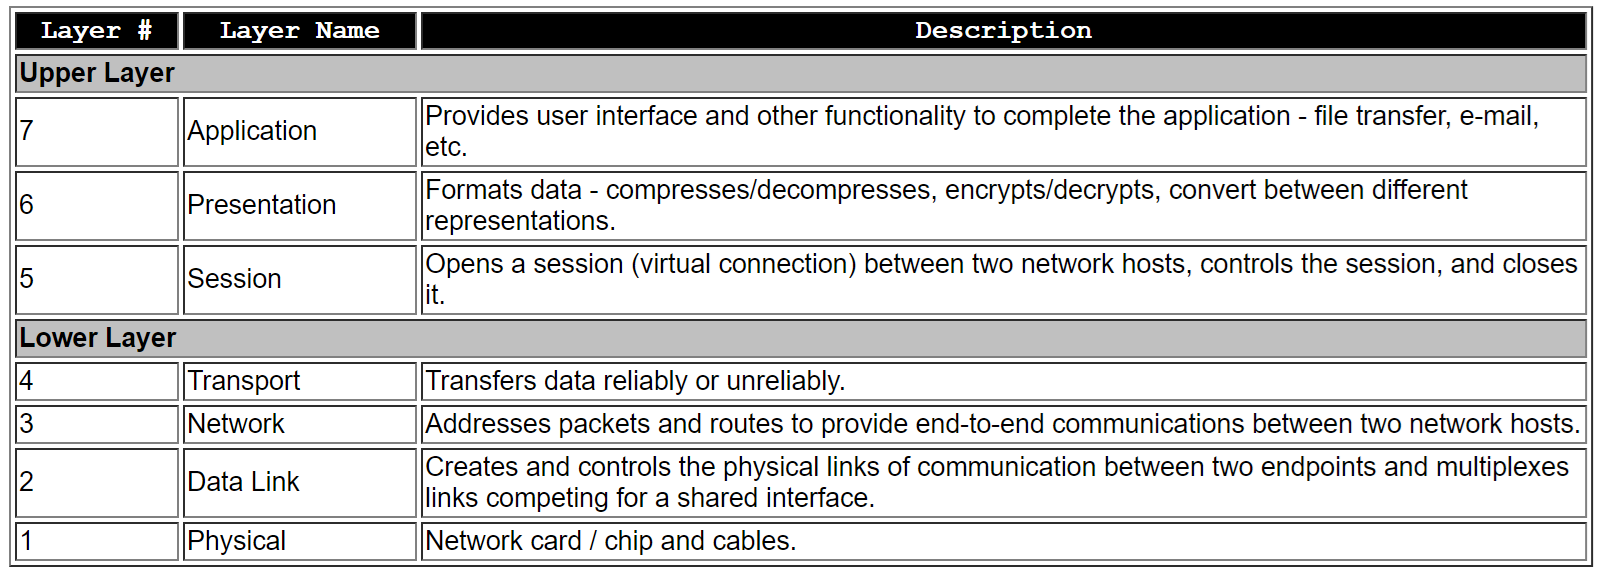 Layer # Layer Name Description
Upper Layer
7 Application Provides user interface and other functionality to complete the application - file transfer, e-mail,
etc.
6 Presentation Formats data - compresses/decompresses, encrypts/decrypts, convert between different
representations.
5 Session Opens a session (virtual connection) between two network hosts, controls the session, and closes
it.
Lower Layer
4 Transport Transfers data reliably or unreliably.
3 Network Addresses packets and routes to provide end-to-end communications between two network hosts.
2 Data Link Creates and controls the physical links of communication between two endpoints and multiplexes
links competing for a shared interface.
1 Physical Network card / chip and cables.